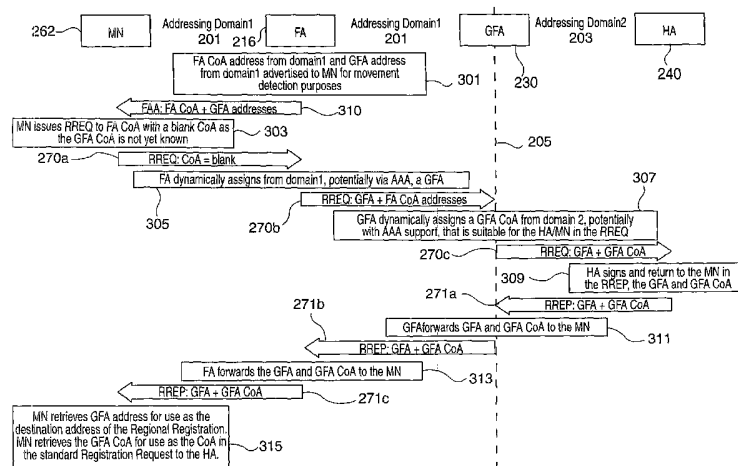 262
MN
Addressing Domain1
201
216
FA
Addressing Domain1
201
GFA
230
Addressing Domain2
203
HA
240
FA CoA address from domain1 and GFA address
from domain1 advertised to MN for movement
detection purposes
301
FAA: FA CoA + GFA addresses
310
MN issues RREQ to FA CoA with a blank CoA as
the GFA CoA is not yet known
303
205
270a
RREQ: CoA = blank
FA dynamically assigns from domain1, potentially via AAA, a GFA
305
270b
RREQ: GFA + FA CoA addresses
307
GFA dynamically assigns a GFA CoA from domain 2, potentially
with AAA support, that is suitable for the HA/MN in the RREQ
270c
RREQ: GFA + GFA CoA
309
HA signs and return to the MN in
the RREP, the GFA and GFA CoA
271a
RREP: GFA + GFA CoA
271b
GFAforwards GFA and GFA CoA to the MN
311
RREP: GFA + GFA CoA
FA forwards the GFA and GFA CoA to the MN
313
RREP: GFA + GFA CoA
271c
MN retrieves GFA address for use as the
destination address of the Regional Registration.
MN retrieves the GFA CoA for use as the CoA in
the standard Registration Request to the HA.
315